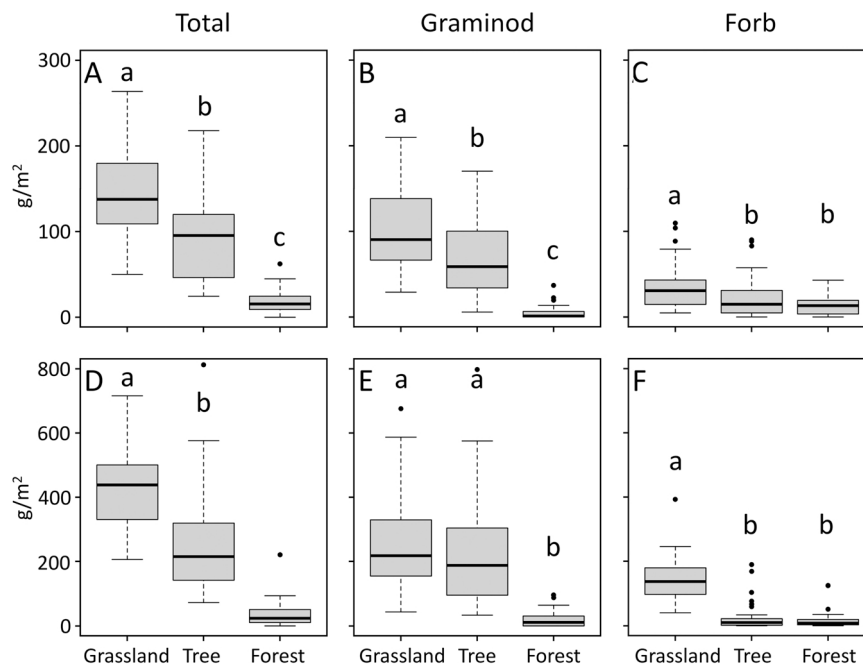 Total Graminod Forb
300
200
100
0
g/m²
A a b c
B a b c
C a b b
800
600
400
200
0
g/m²
D a b
E a a b
F a b b
Grassland Tree Forest
Grassland Tree Forest
Grassland Tree Forest